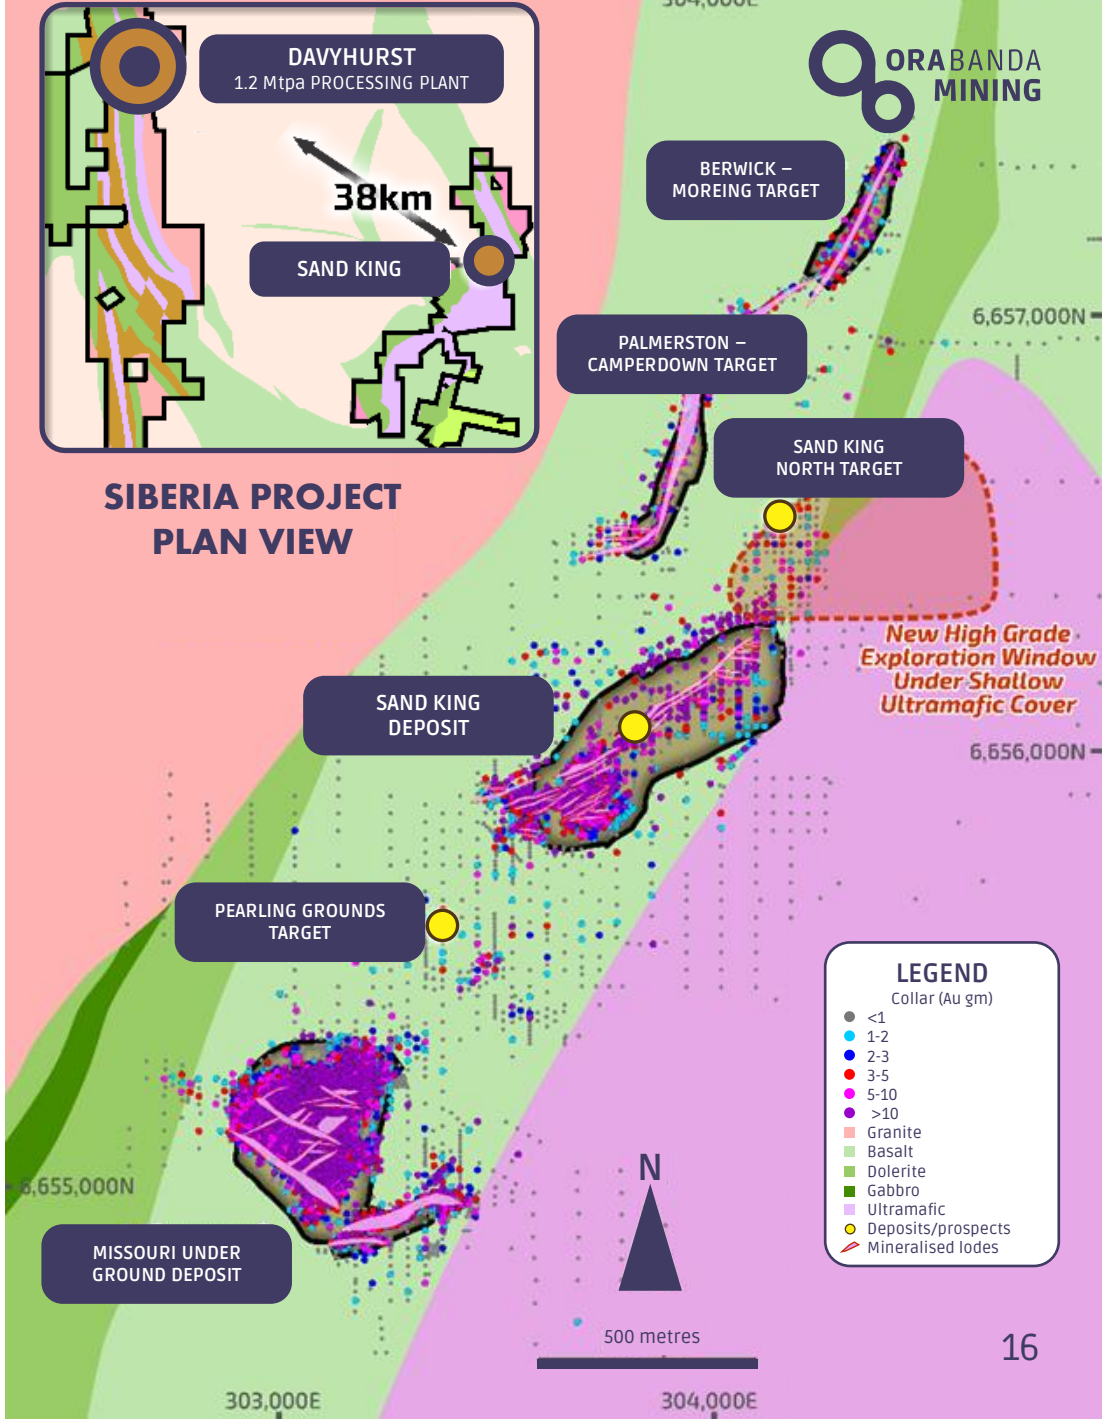 304,000E
DAVYHURST
1.2 Mtpa PROCESSING PLANT
ORABANDA
MINING
BERWICK –
MOREING TARGET
38km
SAND KING
6,657,000N
PALMERSTON –
CAMPERDOWN TARGET
SAND KING
NORTH TARGET
SIBERIA PROJECT
PLAN VIEW
New High Grade
Exploration Window
Under Shallow
Ultramafic Cover
SAND KING
DEPOSIT
6,656,000N
PEARLING GROUNDS
TARGET
LEGEND
Collar (Au gm)
<1
1-2
2-3
3-5
5-10
>10
Granite
Basalt
Dolerite
Gabbro
Ultramafic
Deposits/prospects
Mineralised lodes
N
6,655,000N
MISSOURI UNDER
GROUND DEPOSIT
500 metres
16
303,000E
304,000E